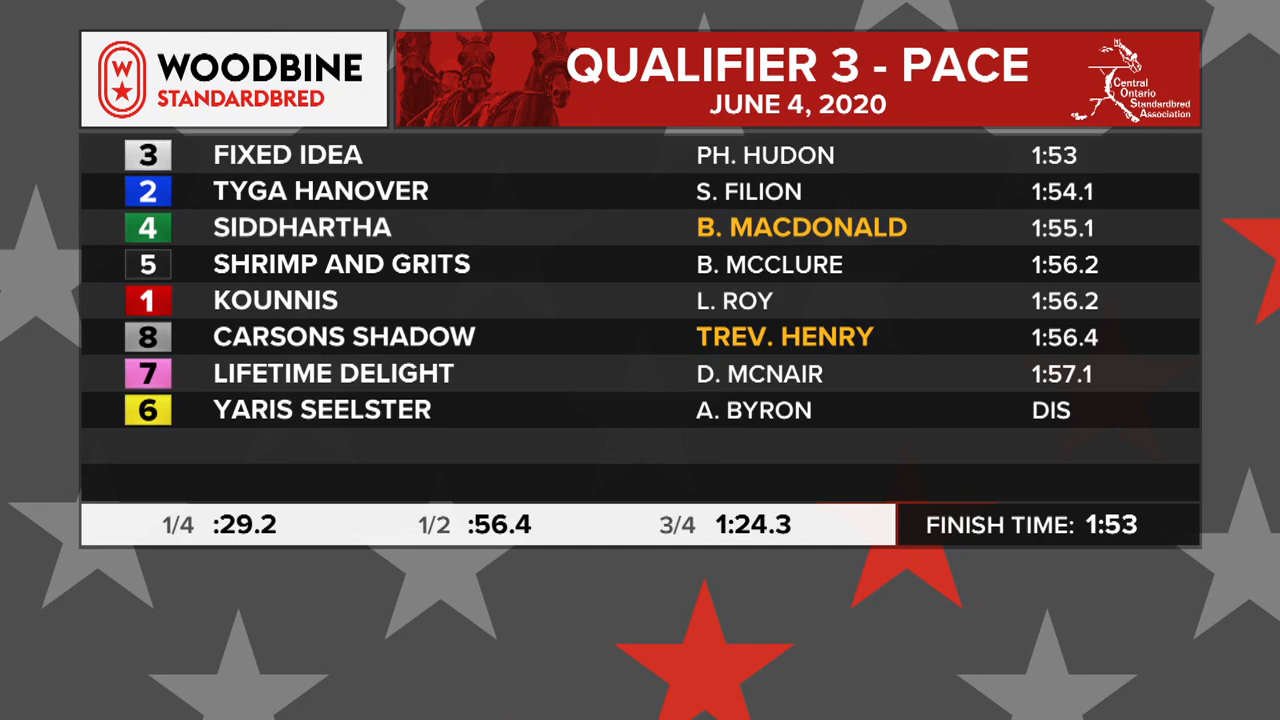 W
WOODBINE
STANDARDBRED
QUALIFIER 3 - PACE
JUNE 4, 2020
Central
Ontario
Standardbred
Association
3 FIXED IDEA PH. HUDON 1:53
2 TYGA HANOVER S. FILION 1:54.1
4 SIDDHARTHA B. MACDONALD 1:55.1
5 SHRIMP AND GRITS B. MCCLURE 1:56.2
1 KOUNNIS L. ROY 1:56.2
8 CARSONS SHADOW TREV. HENRY 1:56.4
7 LIFETIME DELIGHT D. MCNAIR 1:57.1
6 YARIS SEELSTER A. BYRON DIS
1/4 :29.2 1/2 :56.4 3/4 1:24.3 FINISH TIME: 1:53